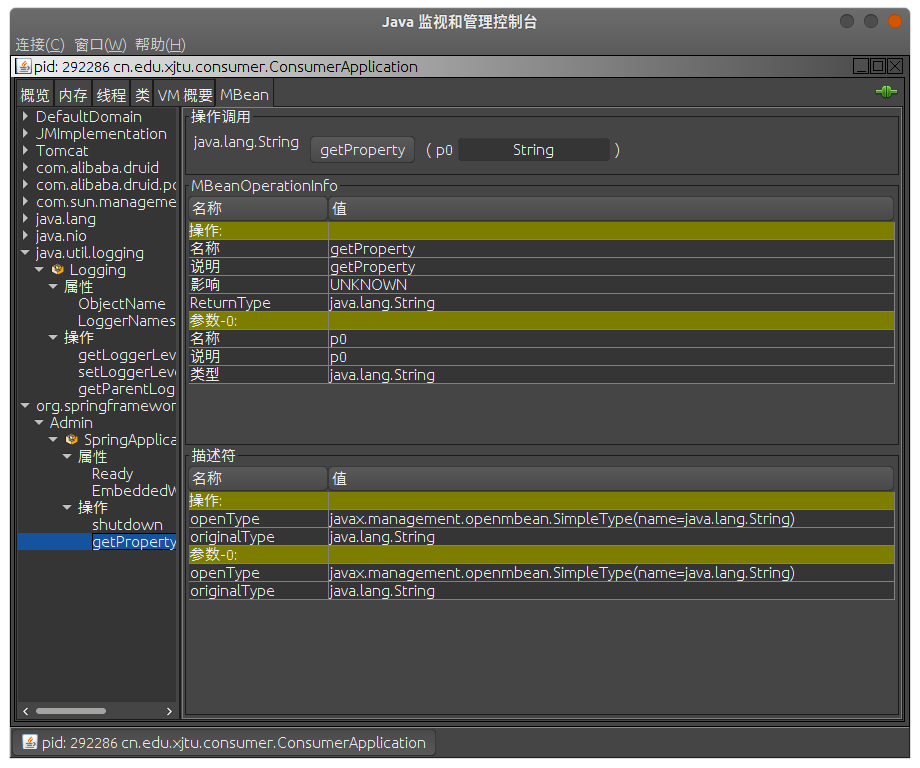 Java 监视和管理控制台
连接(C) 窗口(W) 帮助(H)
pid: 292286 cn.edu.xjtu.consumer.ConsumerApplication
概览 内存 线程 类 VM 概要 MBean
DefaultDomain
JMImplementation
Tomcat
com.alibaba.druid
com.alibaba.druid.po
com.sun.manageme
java.lang
java.nio
java.util.logging
Logging
属性
ObjectName
LoggerNames
操作
getLoggerLev
setLoggerLeve
getParentLog
org.springframewor
Admin
SpringApplica
属性
Ready
EmbeddedW
操作
shutdown
getProperty
操作调用
java.lang.String getProperty ( p0 String )
MBeanOperationInfo
名称 值
操作:
名称 getProperty
说明 getProperty
影响 UNKNOWN
ReturnType java.lang.String
参数-0:
名称 p0
说明 p0
类型 java.lang.String
描述符
名称 值
操作:
openType javax.management.openmbean.SimpleType(name=java.lang.String)
originalType java.lang.String
参数-0:
openType javax.management.openmbean.SimpleType(name=java.lang.String)
originalType java.lang.String
pid: 292286 cn.edu.xjtu.consumer.ConsumerApplication